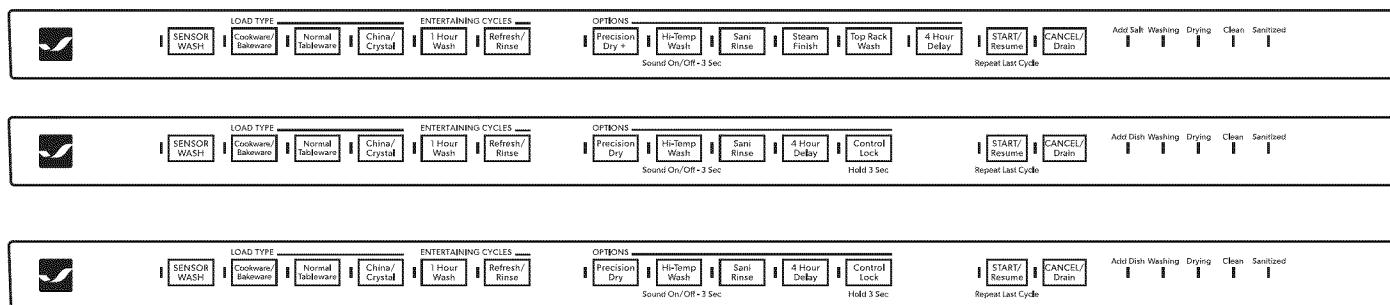 LOAD TYPE ENTERTAINING CYCLES OPTIONS
SENSOR WASH Cookware/ Bakeware Normal Tableware China/ Crystal 1 Hour Wash Refresh/ Rinse Precision Dry + Hi-Temp Wash Sani Rinse Steam Finish Top Rack Wash 4 Hour Delay START/ Resume CANCEL/ Drain Add Salt Washing Drying Clean Sanitized
Sound On/Off - 3 Sec Repeat Last Cycle
LOAD TYPE ENTERTAINING CYCLES OPTIONS
SENSOR WASH Cookware/ Bakeware Normal Tableware China/ Crystal 1 Hour Wash Refresh/ Rinse Precision Dry Hi-Temp Wash Sani Rinse 4 Hour Delay Control Lock START/ Resume CANCEL/ Drain Add Dish Washing Drying Clean Sanitized
Sound On/Off - 3 Sec Hold 3 Sec Repeat Last Cycle
LOAD TYPE ENTERTAINING CYCLES OPTIONS
SENSOR WASH Cookware/ Bakeware Normal Tableware China/ Crystal 1 Hour Wash Refresh/ Rinse Precision Dry Hi-Temp Wash Sani Rinse 4 Hour Delay Control Lock START/ Resume CANCEL/ Drain Add Dish Washing Drying Clean Sanitized
Sound On/Off - 3 Sec Hold 3 Sec Repeat Last Cycle